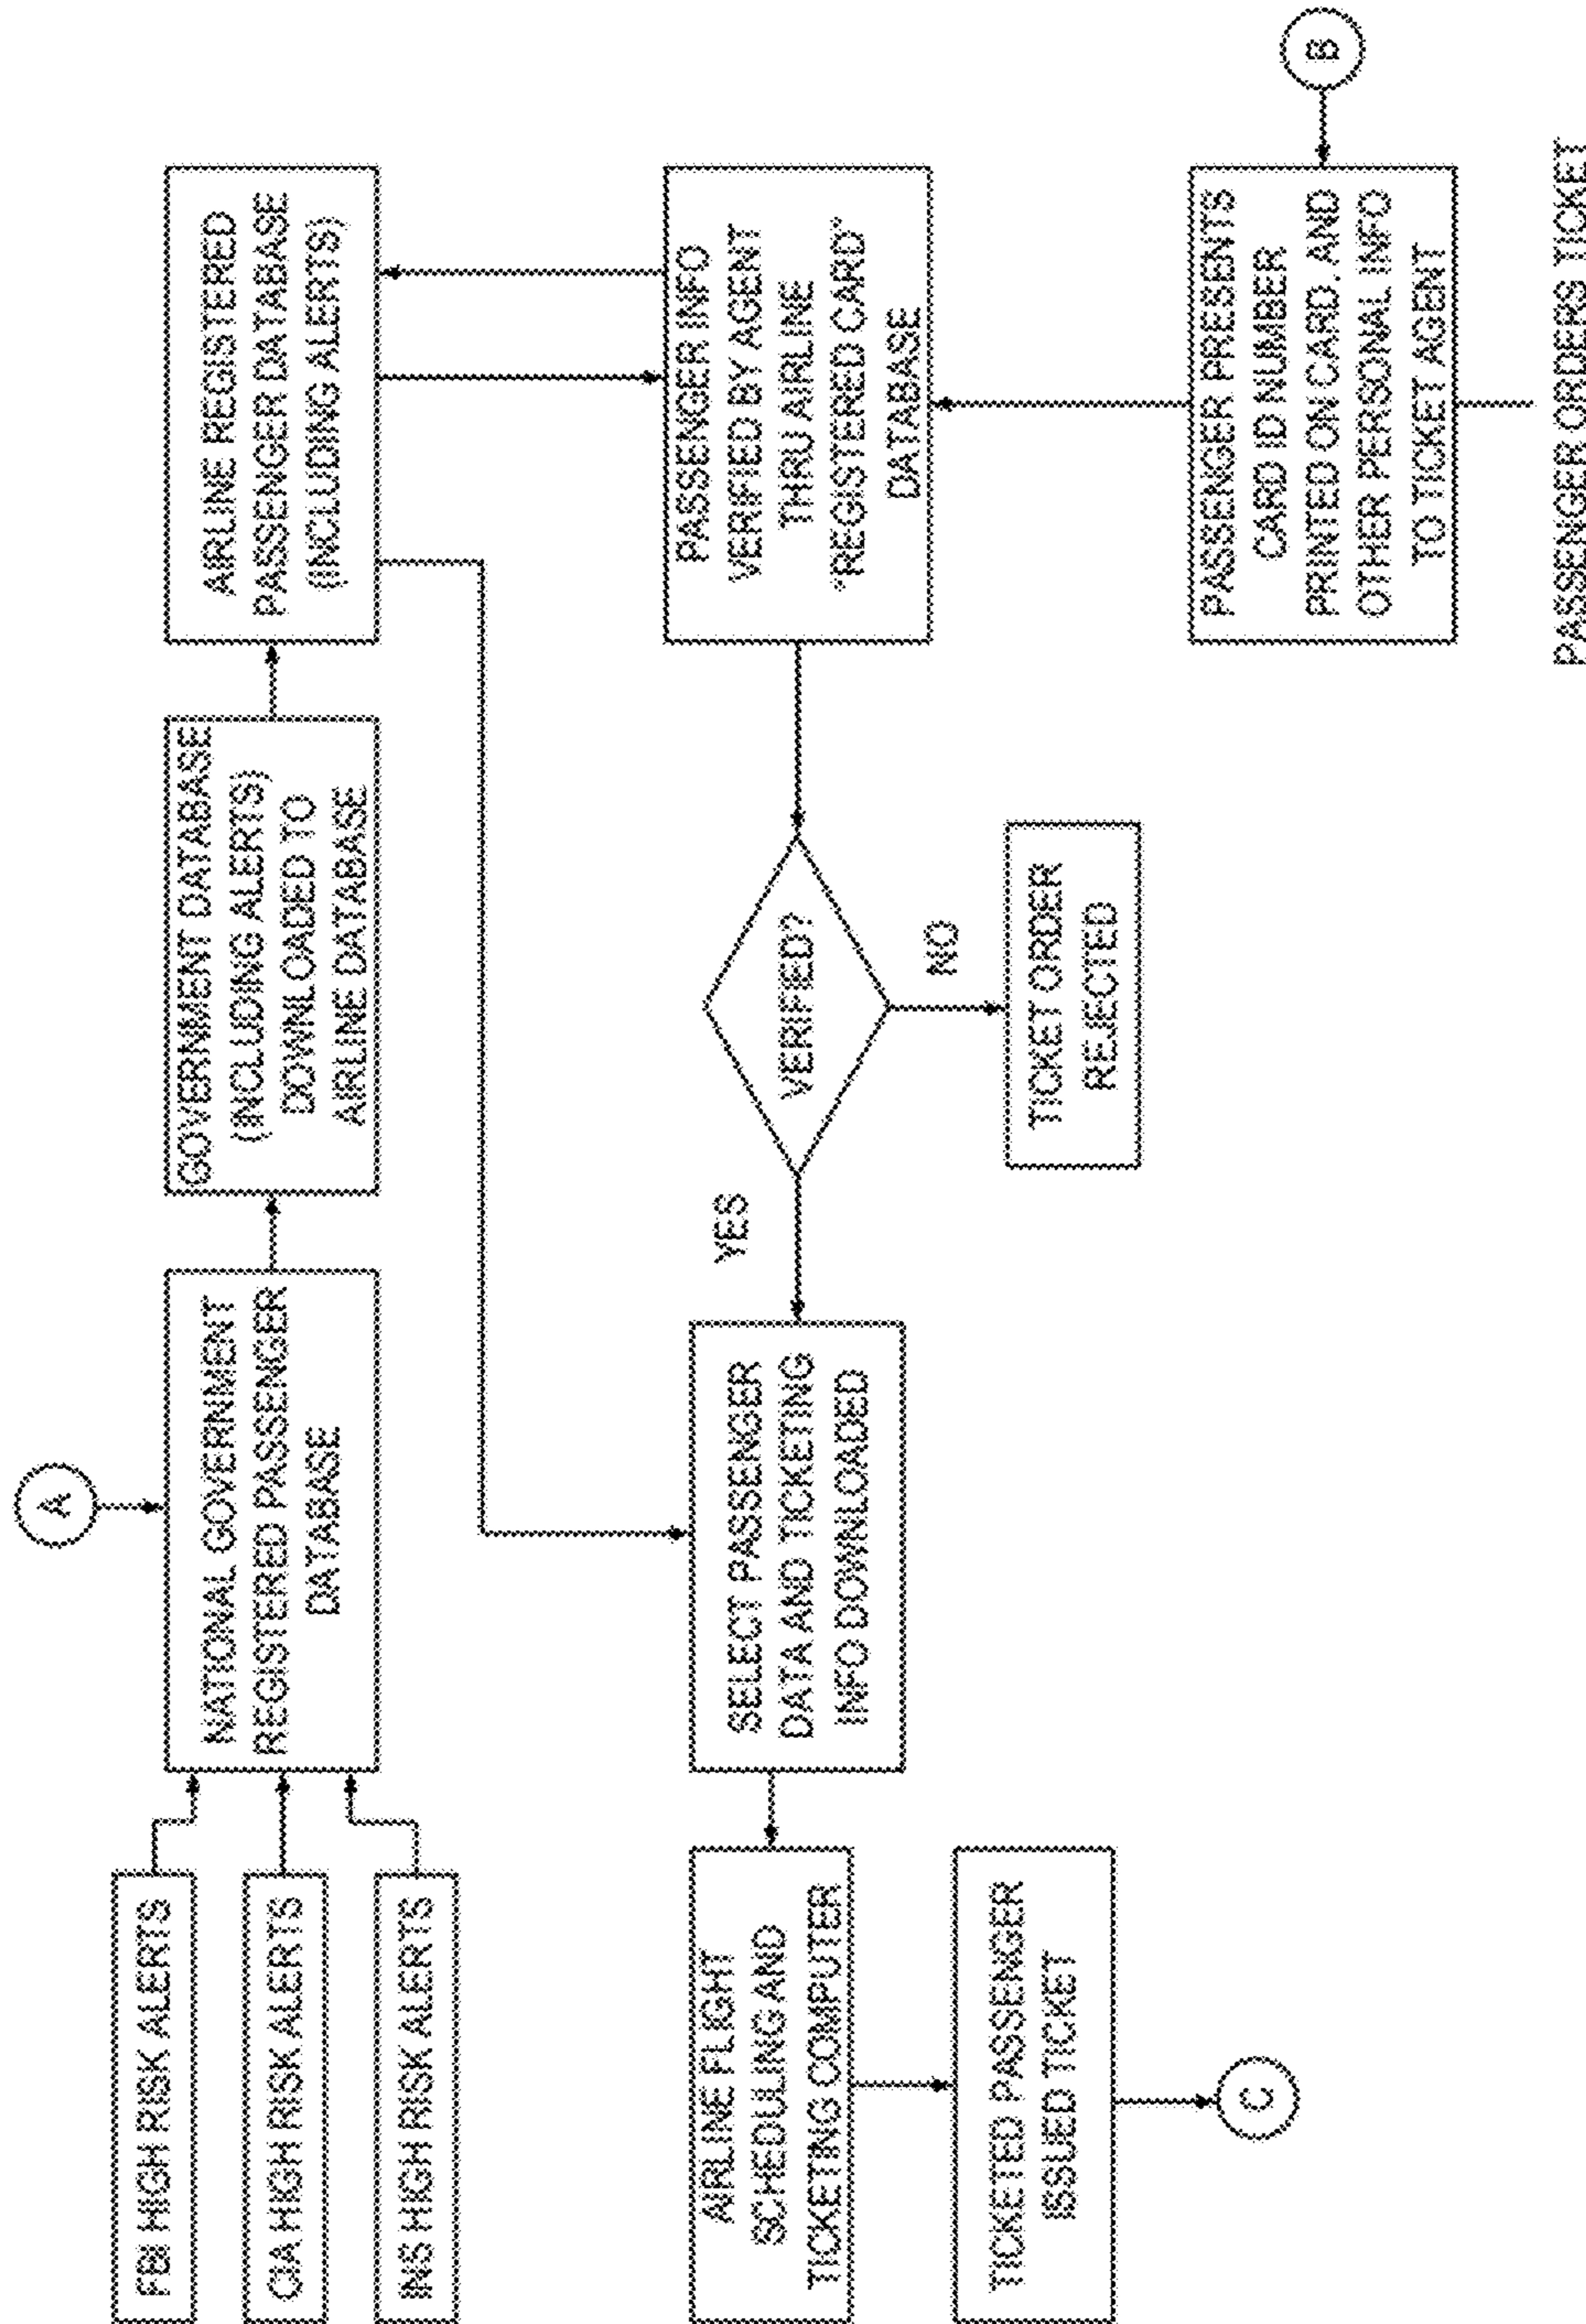 A
FBI HIGH RISK ALERTS
CIA HIGH RISK ALERTS
INS HIGH RISK ALERTS
NATIONAL GOVERNMENT
REGISTERED PASSENGER
DATABASE
GOVERNMENT DATABASE
(INCLUDING ALERTS)
DOWNLOADED TO
AIRLINE DATABASE
AIRLINE REGISTERED
PASSENGER DATABASE
(INCLUDING ALERTS)
AIRLINE FLIGHT
SCHEDULING AND
TICKETING COMPUTER
SELECT PASSENGER
DATA AND TICKETING
INFO DOWNLOADED
YES
VERIFIED?
NO
PASSENGER INFO
VERIFIED BY AGENT
THRU AIRLINE
"REGISTERED CARD"
DATABASE
TICKETED PASSENGER
ISSUED TICKET
TICKET ORDER
REJECTED
C
PASSENGER PRESENTS
CARD ID NUMBER
PRINTED ON CARD, AND
OTHER PERSONAL INFO
TO TICKET AGENT
B
PASSENGER ORDERS TICKET